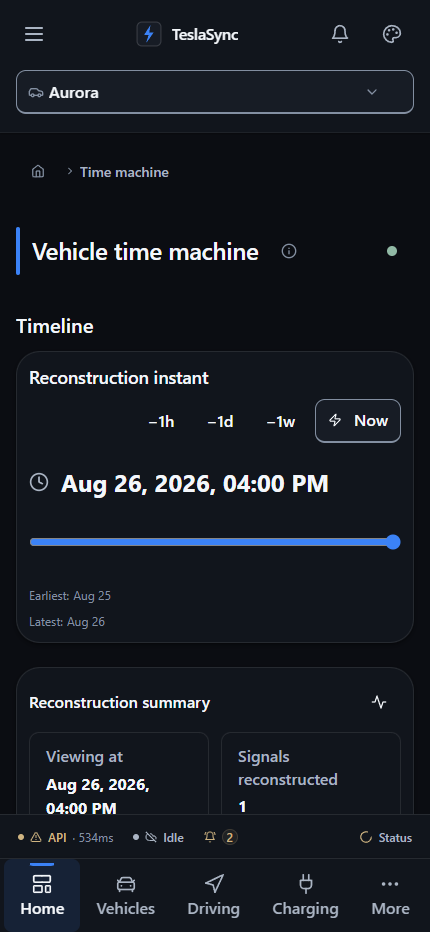 TeslaSync
Aurora
Time machine
Vehicle time machine
Timeline
Reconstruction instant
−1h −1d −1w Now
Aug 26, 2026, 04:00 PM
Earliest: Aug 25
Latest: Aug 26
Reconstruction summary
Viewing at
Aug 26, 2026,
04:00 PM
Signals
reconstructed
1
API · 534ms Idle 2 Status
Home Vehicles Driving Charging More